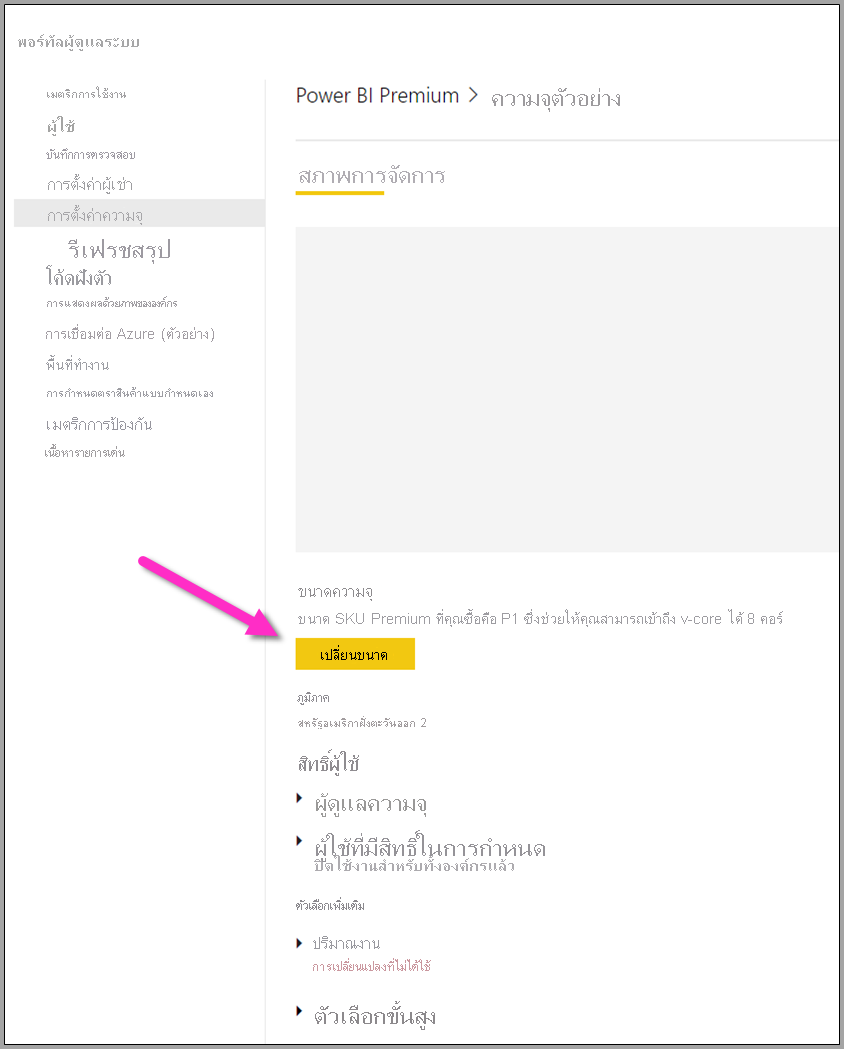 พอร์ทัลผู้ดูแลระบบ
เมตริกการใช้งาน
ผู้ใช้
บันทึกการตรวจสอบ
การตั้งค่าผู้เช่า
การตั้งค่าความจุ
รีเฟรชสรุป
โค้ดฝังตัว
การแสดงผลด้วยภาพขององค์กร
การเชื่อมต่อ Azure (ตัวอย่าง)
พื้นที่ทำงาน
การกำหนดตราสินค้าแบบกำหนดเอง
เมตริกการป้องกัน
เนื้อหารายการเด่น
Power BI Premium > ความจุตัวอย่าง
สภาพการจัดการ
ขนาดความจุ
ขนาด SKU Premium ที่คุณซื้อคือ P1 ซึ่งช่วยให้คุณสามารถเข้าถึง v-core ได้ 8 คอร์
เปลี่ยนขนาด
ภูมิภาค
สหรัฐอเมริกาฝั่งตะวันออก 2
สิทธิ์ผู้ใช้
ผู้ดูแลความจุ
ผู้ใช้ที่มีสิทธิ์ในการกำหนด
ปิดใช้งานสำหรับทั้งองค์กรแล้ว
ตัวเลือกเพิ่มเติม
ปริมาณงาน
การเปลี่ยนแปลงที่ไม่ได้ใช้
ตัวเลือกขั้นสูง